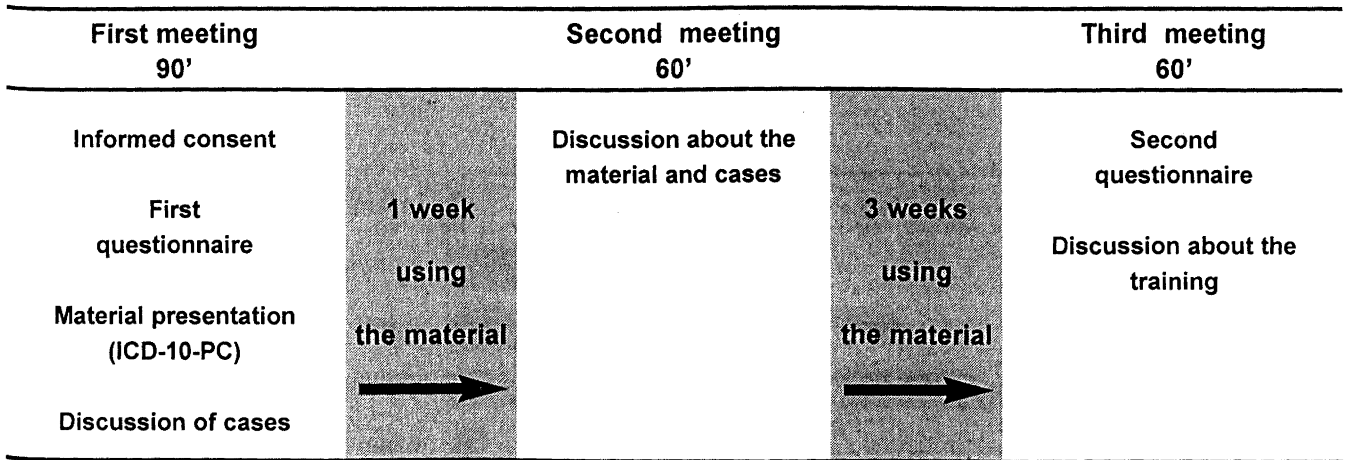 First meeting
90'
Second meeting
60'
Third meeting
60'
Informed consent
First
questionnaire
Material presentation
(ICD-10-PC)
Discussion of cases
1 week
using
the material
Discussion about the
material and cases
3 weeks
using
the material
Second
questionnaire
Discussion about the
training